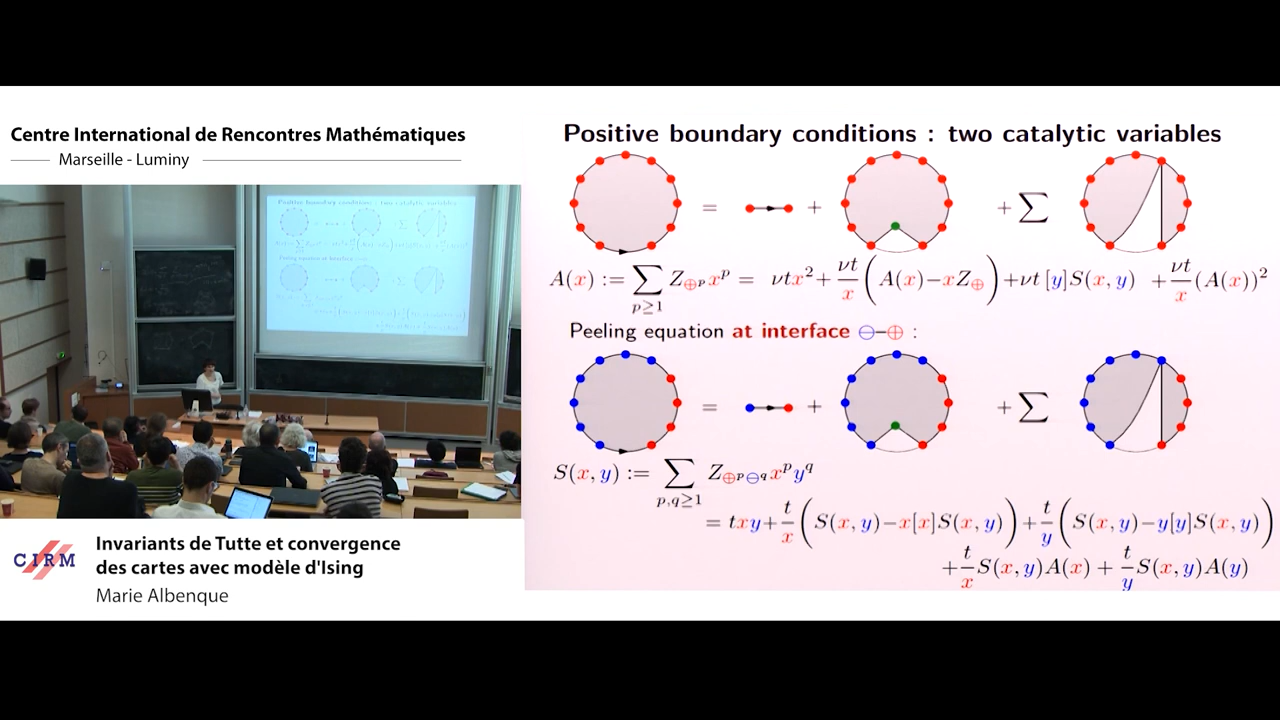 Centre International de Rencontres Mathématiques
Marseille - Luminy
CIRM
Invariants de Tutte et convergence
des cartes avec modèle d'Ising
Marie Albenque
Positive boundary conditions : two catalytic variables
= + + ∑
A(x) := ∑_{p≥1} Z_{⊕^p} x^p = νtx² + νt/x (A(x)−xZ_⊕) + νt [y]S(x, y) + νt/x (A(x))²
Peeling equation at interface ⊖–⊕ :
= + + ∑
S(x, y) := ∑_{p,q≥1} Z_{⊕^p⊖^q} x^p y^q
= txy + t/x (S(x, y)−x[x]S(x, y)) + t/y (S(x, y)−y[y]S(x, y))
+ t/x S(x, y)A(x) + t/y S(x, y)A(y)